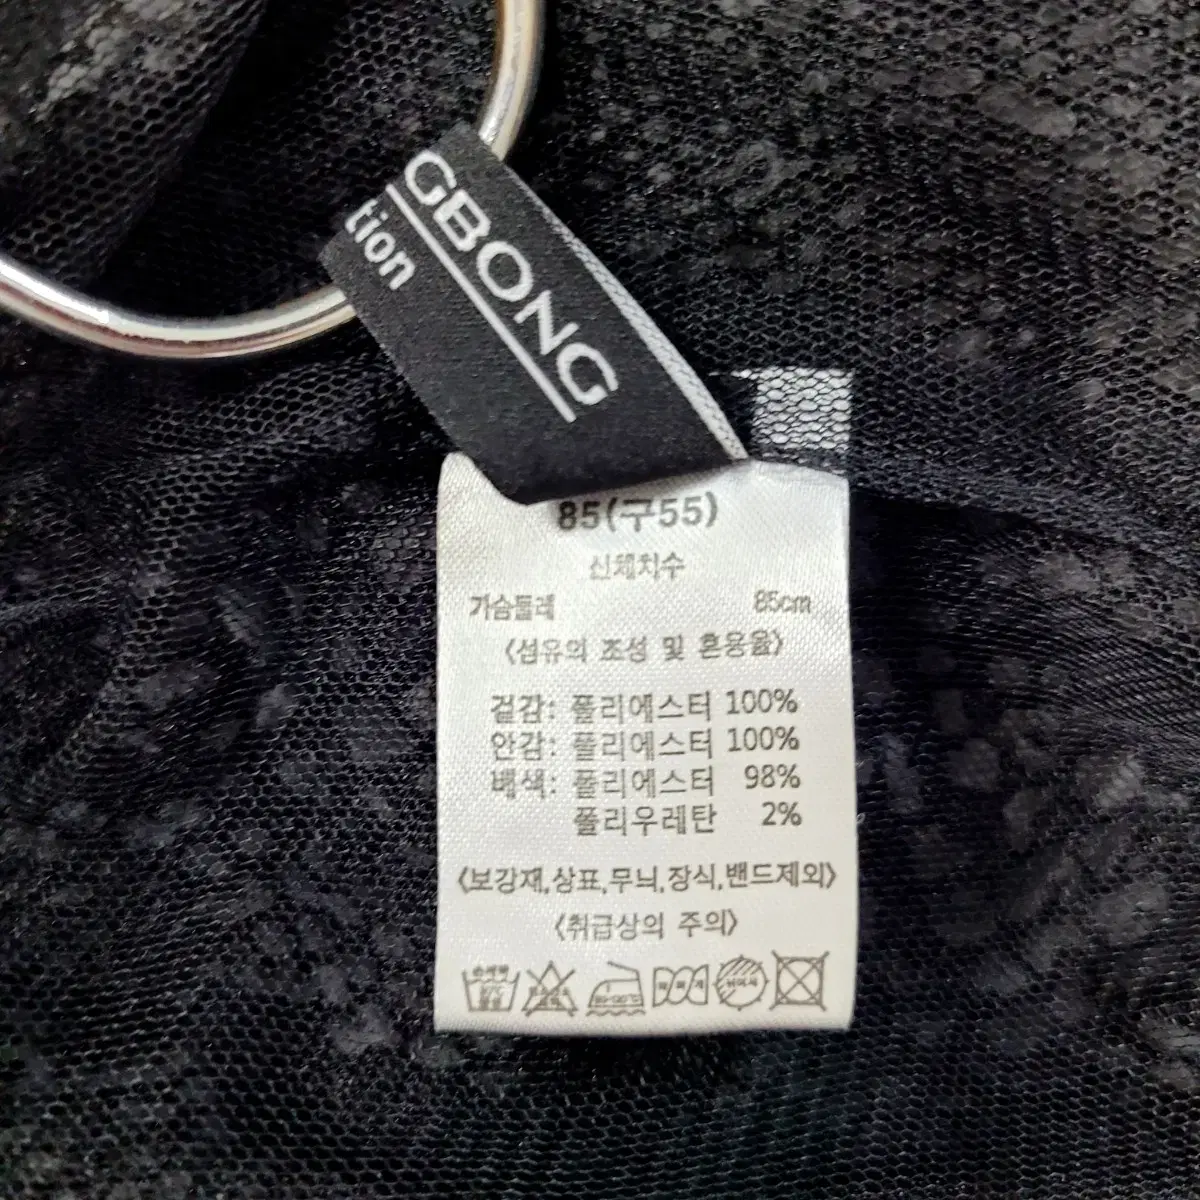 GBONG
tion
85(구55)
신체치수
가슴둘레 85cm
〈섬유의 조성 및 혼용율〉
겉감: 폴리에스터 100%
안감: 폴리에스터 100%
배색: 폴리에스터 98%
폴리우레탄 2%
〈보강재,상표,무늬,장식,밴드제외〉
〈취급상의 주의〉